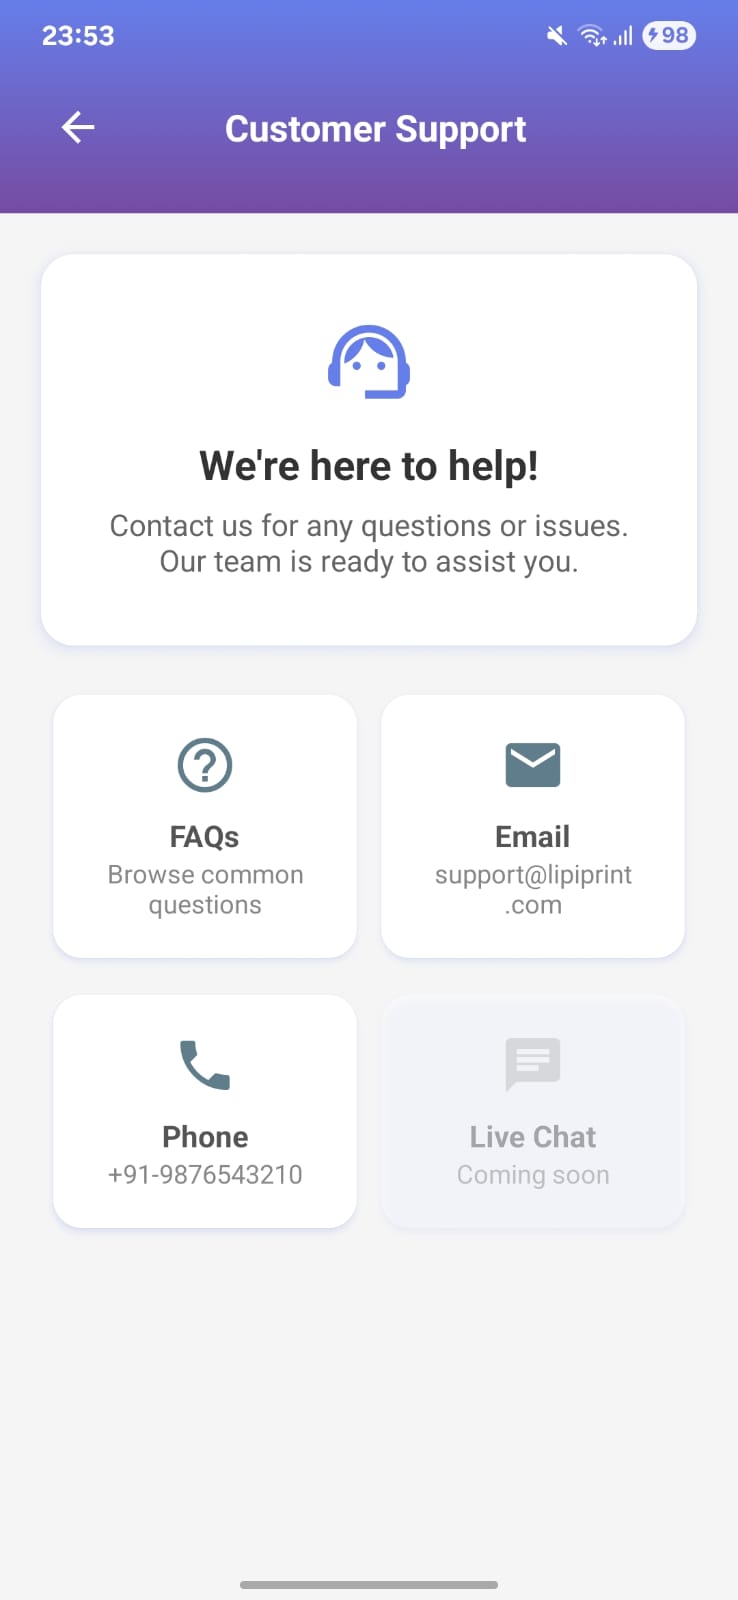 23:53
98
Customer Support
We're here to help!
Contact us for any questions or issues.
Our team is ready to assist you.
FAQs
Browse common
questions
Email
support@lipiprint
.com
Phone
+91-9876543210
Live Chat
Coming soon